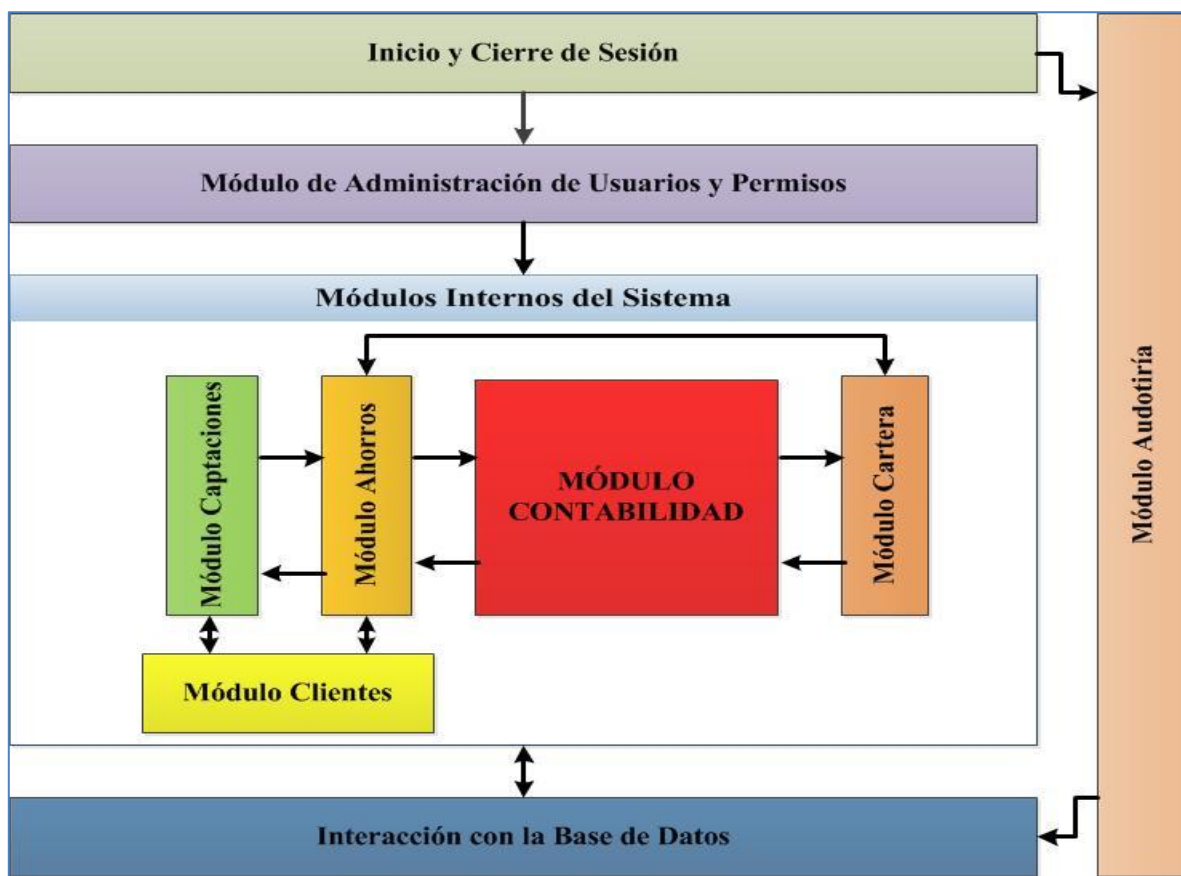 Inicio y Cierre de Sesión
Módulo de Administración de Usuarios y Permisos
Módulos Internos del Sistema
Módulo Captaciones
Módulo Ahorros
MÓDULO
CONTABILIDAD
Módulo Cartera
Módulo Clientes
Interacción con la Base de Datos
Módulo Audotiría